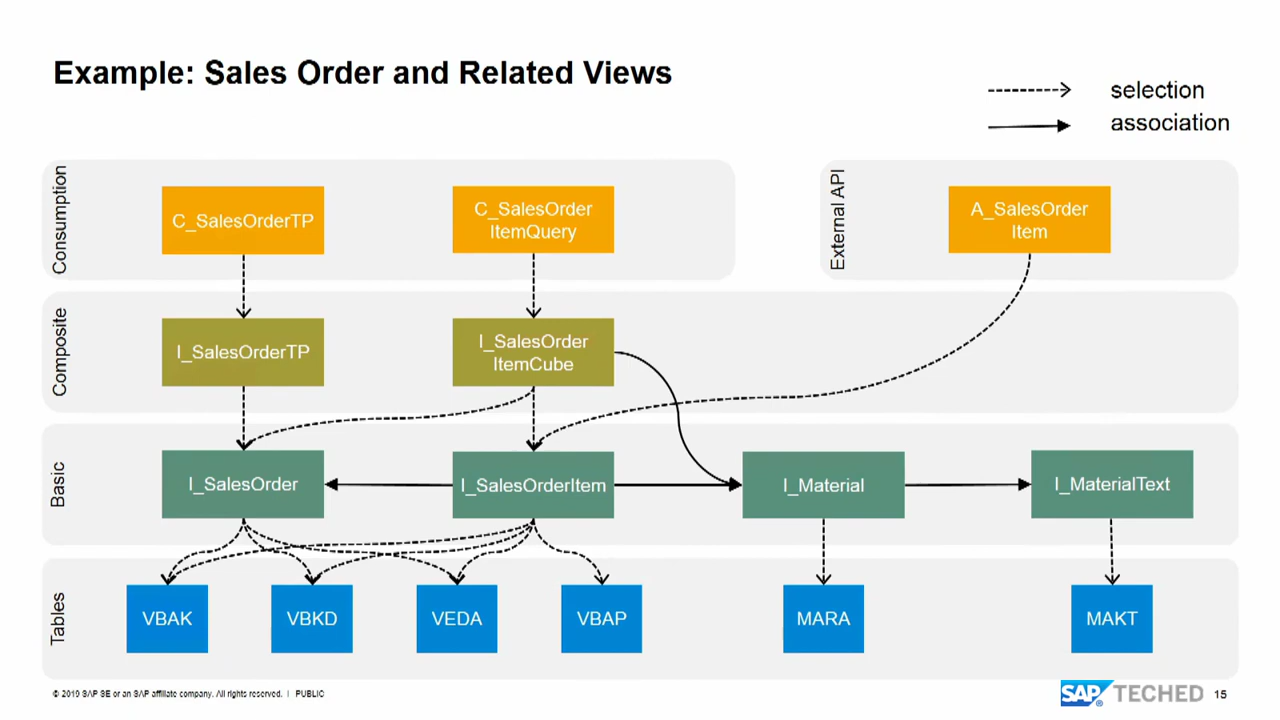 Example: Sales Order and Related Views
selection
association
Consumption
C_SalesOrderTP
C_SalesOrder
ItemQuery
External API
A_SalesOrder
Item
Composite
I_SalesOrderTP
I_SalesOrder
ItemCube
Basic
I_SalesOrder
I_SalesOrderItem
I_Material
I_MaterialText
Tables
VBAK
VBKD
VEDA
VBAP
MARA
MAKT
© 2019 SAP SE or an SAP affiliate company. All rights reserved. | PUBLIC
SAP® TECHED
15